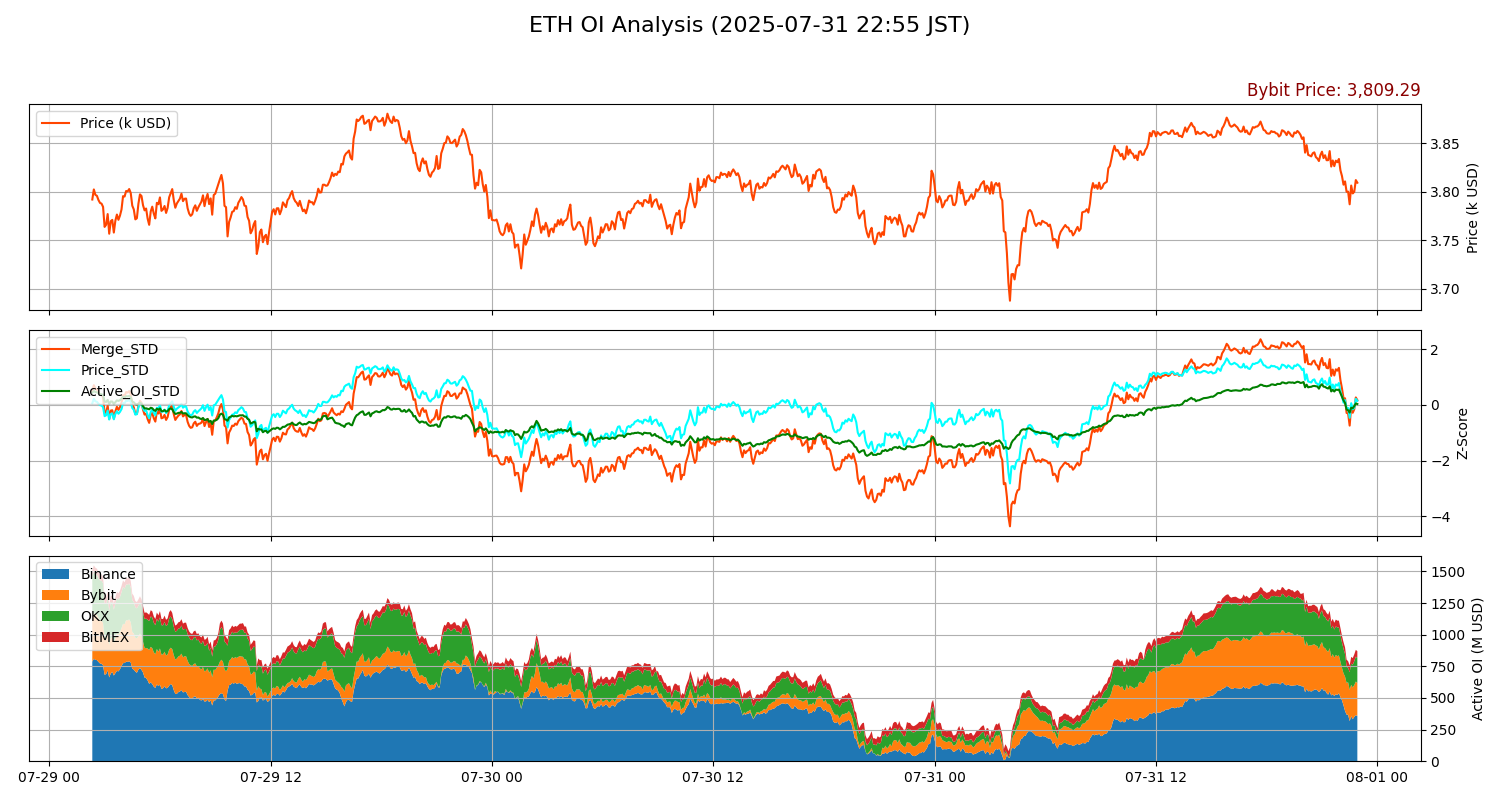 ETH OI Analysis (2025-07-31 22:55 JST)
Bybit Price: 3,809.29
Price (k USD)
3.85
3.80
3.75
3.70
Price (k USD)
Merge_STD
Price_STD
Active_OI_STD
2
0
−2
−4
Z-Score
Binance
Bybit
OKX
BitMEX
1500
1250
1000
750
500
250
0
Active OI (M USD)
07-29 00
07-29 12
07-30 00
07-30 12
07-31 00
07-31 12
08-01 00